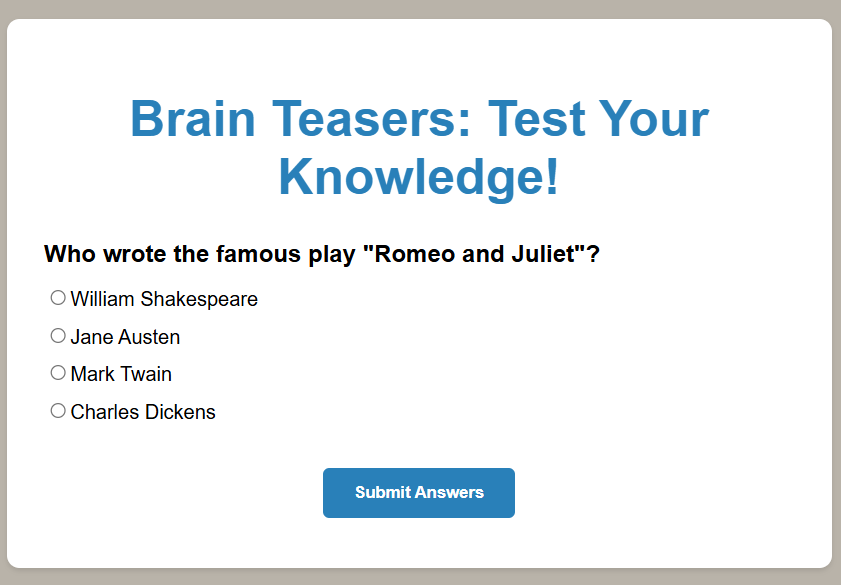 Brain Teasers: Test Your
Knowledge!
Who wrote the famous play "Romeo and Juliet"?
William Shakespeare
Jane Austen
Mark Twain
Charles Dickens
Submit Answers